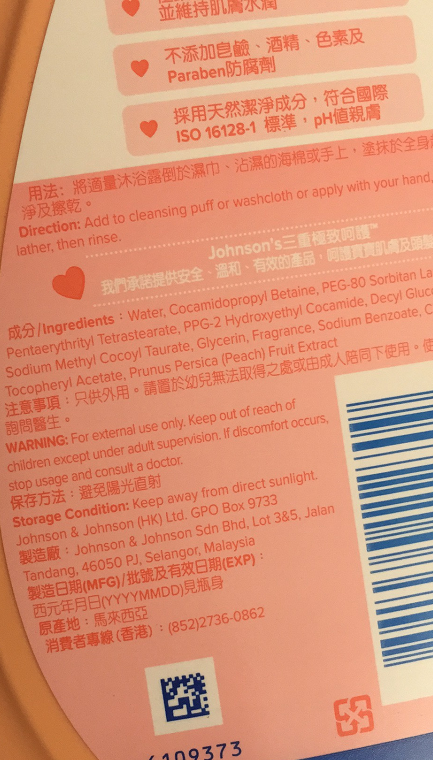 並維持肌膚水潤
不添加皂鹼、酒精、色素及
Paraben防腐劑
採用天然潔淨成分，符合國際
ISO 16128-1 標準，pH值親膚
用法：將適量沐浴露倒於濕巾、沾濕的海棉或手上，塗抹於全身
淨及擦乾。
Direction: Add to cleansing puff or washcloth or apply with your hand,
lather, then rinse.
Johnson's三重極致呵護™
我們承諾提供安全、溫和、有效的產品，呵護寶寶肌膚及頭髮
成分/Ingredients：Water, Cocamidopropyl Betaine, PEG-80 Sorbitan La
Pentaerythrityl Tetrastearate, PPG-2 Hydroxyethyl Cocamide, Decyl Gluc
Sodium Methyl Cocoyl Taurate, Glycerin, Fragrance, Sodium Benzoate, C
Tocopheryl Acetate, Prunus Persica (Peach) Fruit Extract
注意事項：只供外用。請置於幼兒無法取得之處或由成人陪同下使用。使
詢問醫生。
WARNING: For external use only. Keep out of reach of
children except under adult supervision. If discomfort occurs,
stop usage and consult a doctor.
保存方法：避免陽光直射
Storage Condition: Keep away from direct sunlight.
Johnson & Johnson (HK) Ltd. GPO Box 9733
製造廠：Johnson & Johnson Sdn Bhd, Lot 3&5, Jalan
Tandang, 46050 PJ, Selangor, Malaysia
製造日期(MFG)/批號及有效日期(EXP)：
西元年月日(YYYYMMDD)見瓶身
原產地：馬來西亞
消費者專線(香港)：(852)2736-0862
109373